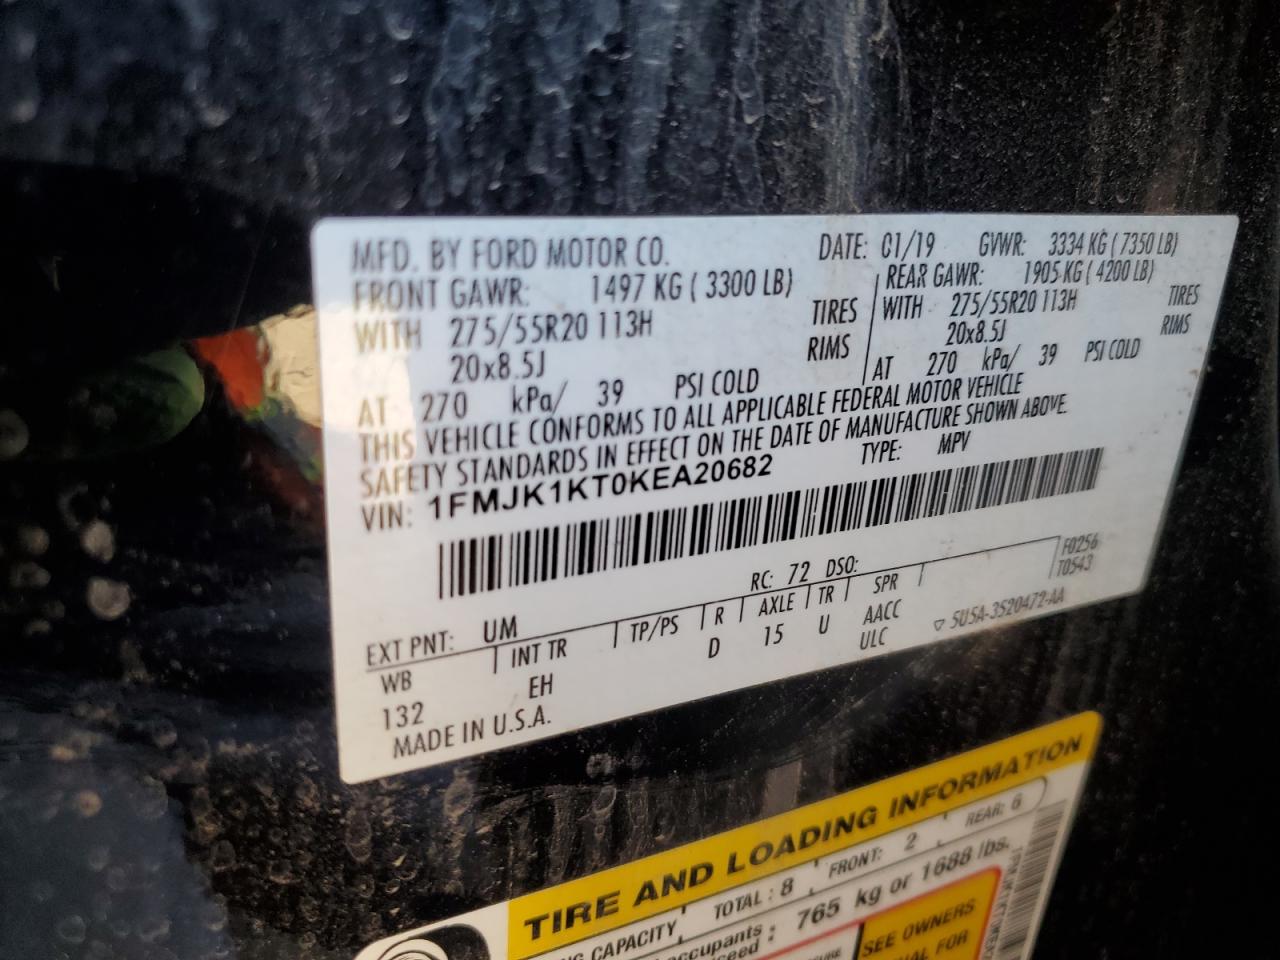 MFD. BY FORD MOTOR CO. DATE: 01/19 GVWR: 3334 KG ( 7350 LB)
FRONT GAWR: 1497 KG ( 3300 LB) REAR GAWR: 1905 KG ( 4200 LB)
WITH 275/55R20 113H TIRES WITH 275/55R20 113H TIRES
20x8.5J RIMS 20x8.5J RIMS
AT 270 kPa/ 39 PSI COLD AT 270 kPa/ 39 PSI COLD
THIS VEHICLE CONFORMS TO ALL APPLICABLE FEDERAL MOTOR VEHICLE
SAFETY STANDARDS IN EFFECT ON THE DATE OF MANUFACTURE SHOWN ABOVE.
VIN: 1FMJK1KT0KEA20682 TYPE: MPV
F0256
T0543
EXT PNT: UM RC: 72 DSO:
WB INT TR TP/PS R AXLE TR SPR
132 EH D 15 U AACC
ULC
MADE IN U.S.A. ▽ 5U5A-3520472-AA
TIRE AND LOADING INFORMATION
CAPACITY TOTAL : 8 FRONT: 2 REAR: 6
765 kg or 1688 lbs.
SEE OWNERS
FOR